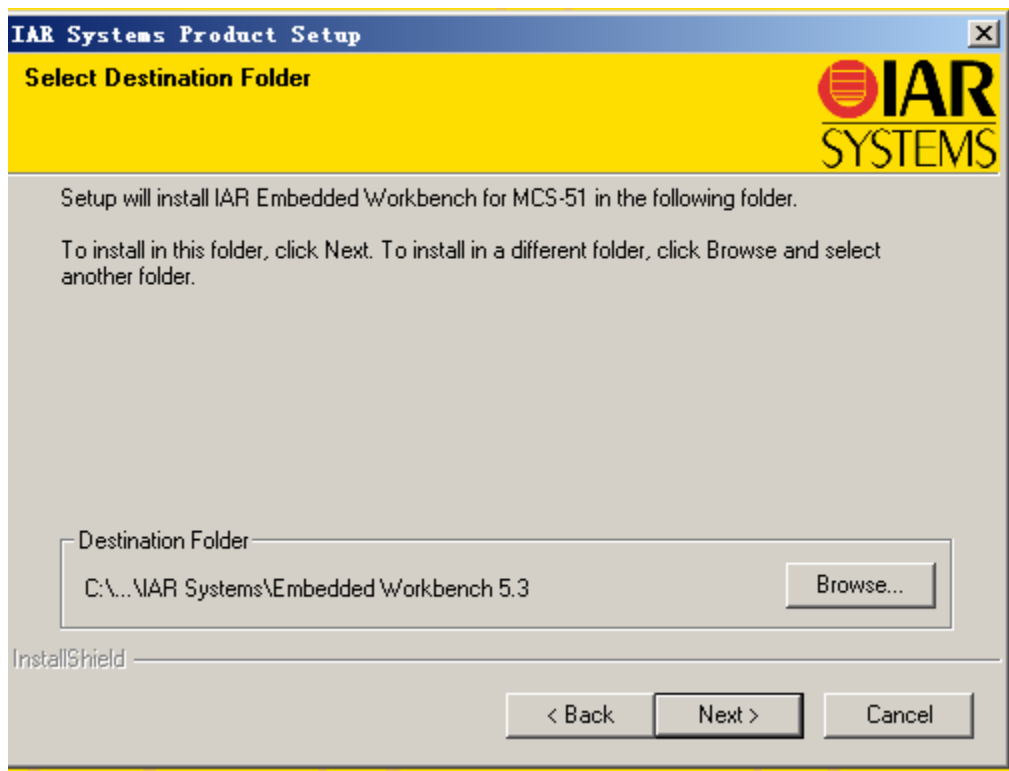 IAR Systems Product Setup
Select Destination Folder
IAR
SYSTEMS
Setup will install IAR Embedded Workbench for MCS-51 in the following folder.
To install in this folder, click Next. To install in a different folder, click Browse and select
another folder.
Destination Folder
C:\...\IAR Systems\Embedded Workbench 5.3
Browse...
InstallShield
< Back
Next >
Cancel